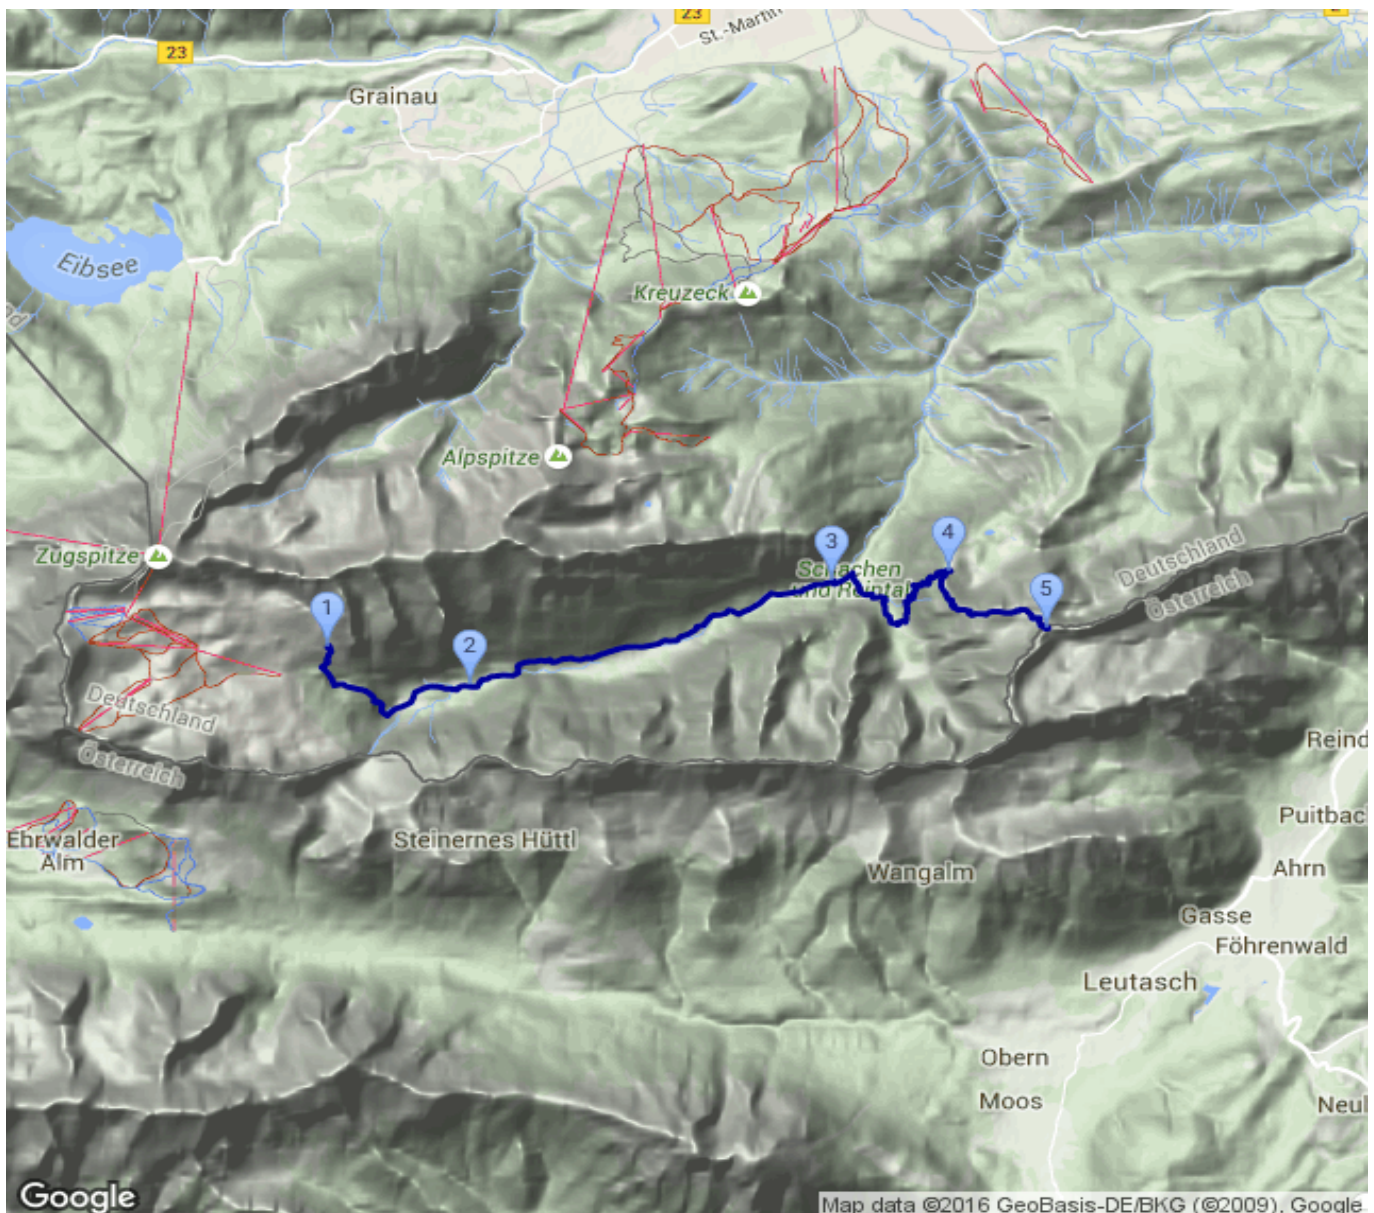 23
23
St.-Martin
Grainau
Eibsee
Kreuzeck
Alpspitze
Zugspitze
3
4
Schachen
und Reintal
Deutschland
Österreich
5
1
2
Deutschland
Österreich
Reind
Puitbach
Ehrwalder
Alm
Steinernes Hüttl
Wangalm
Ahrn
Gasse
Föhrenwald
Leutasch
Obern
Moos
Neul
Google
Map data ©2016 GeoBasis-DE/BKG (©2009), Google